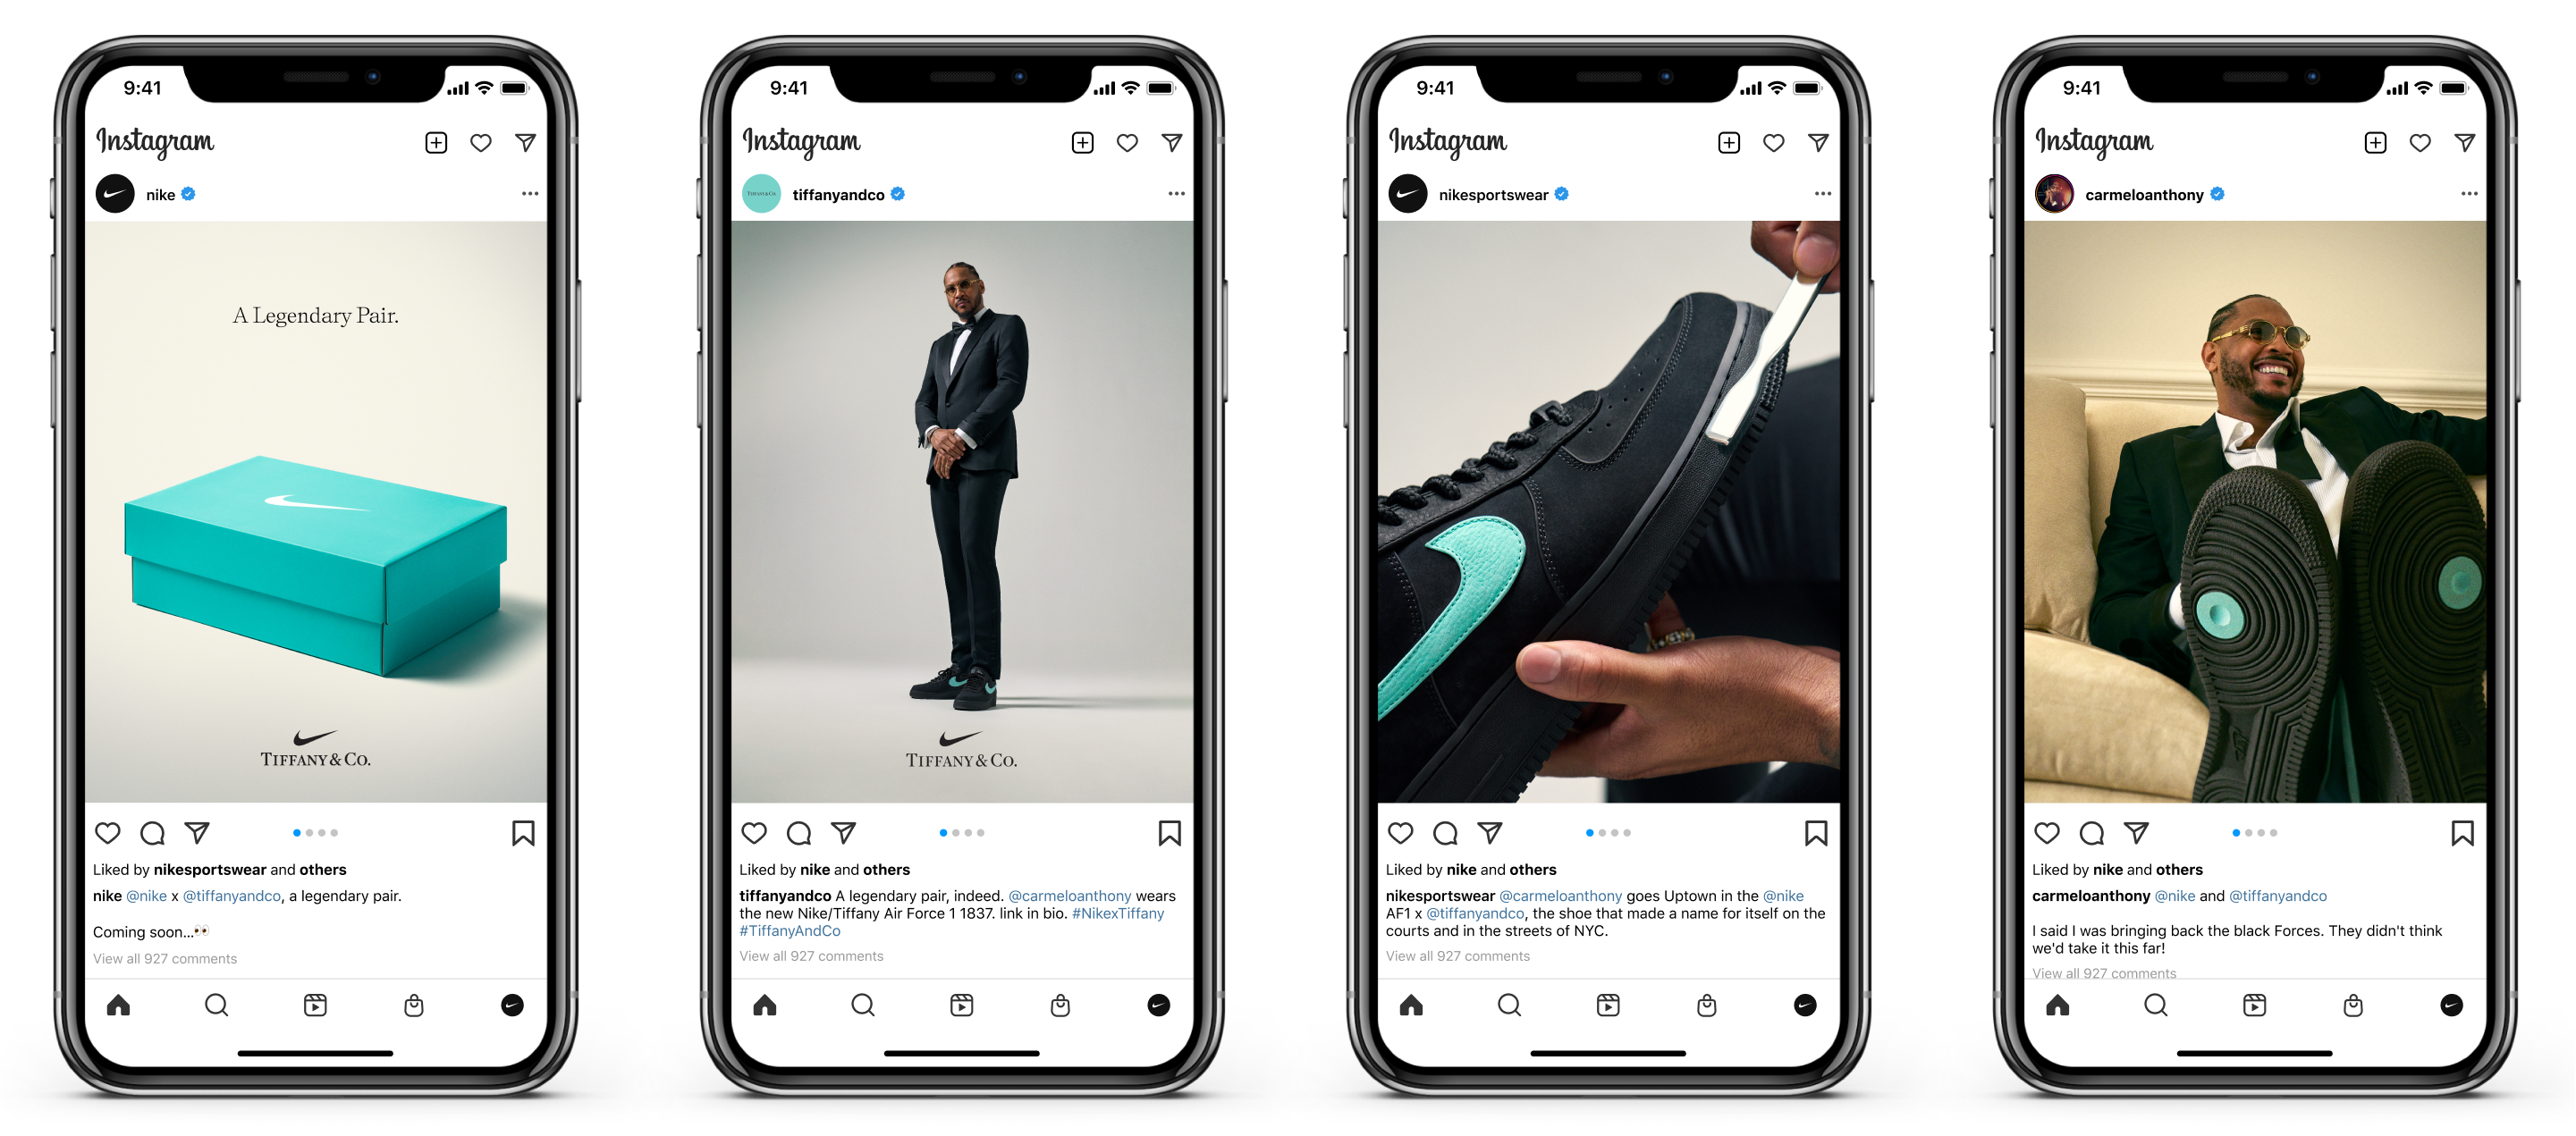 9:41
Instagram
nike
A Legendary Pair.
TIFFANY & CO.
Liked by nikesportswear and others
nike @nike x @tiffanyandco, a legendary pair.
Coming soon...👀
View all 927 comments
9:41
Instagram
TIFFANY & CO.
tiffanyandco
TIFFANY & CO.
Liked by nike and others
tiffanyandco A legendary pair, indeed. @carmeloanthony wears
the new Nike/Tiffany Air Force 1 1837. link in bio. #NikexTiffany
#TiffanyAndCo
View all 927 comments
9:41
Instagram
nikesportswear
Liked by nike and others
nikesportswear @carmeloanthony goes Uptown in the @nike
AF1 x @tiffanyandco, the shoe that made a name for itself on the
courts and in the streets of NYC.
View all 927 comments
9:41
Instagram
carmeloanthony
Liked by nike and others
carmeloanthony @nike and @tiffanyandco
I said I was bringing back the black Forces. They didn't think
we'd take it this far!
View all 927 comments